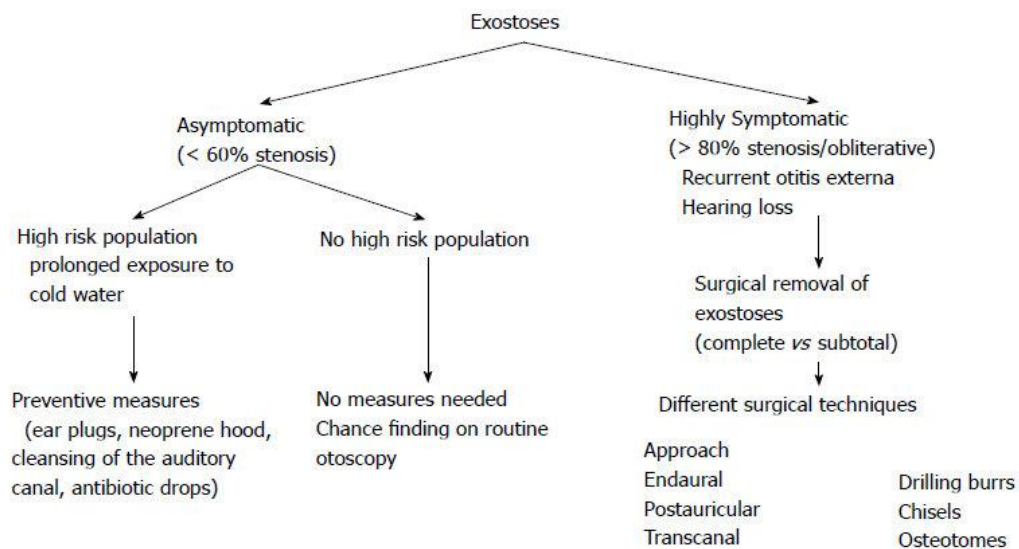 Exostoses
Asymptomatic
(< 60% stenosis)
Highly Symptomatic
(> 80% stenosis/obliterative)
Recurrent otitis externa
Hearing loss
High risk population
prolonged exposure to
cold water
No high risk population
Surgical removal of
exostoses
(complete vs subtotal)
Preventive measures
(ear plugs, neoprene hood,
cleansing of the auditory
canal, antibiotic drops)
No measures needed
Chance finding on routine
otoscopy
Different surgical techniques
Approach
Endaural
Postauricular
Transcanal
Drilling burrs
Chisels
Osteotomes